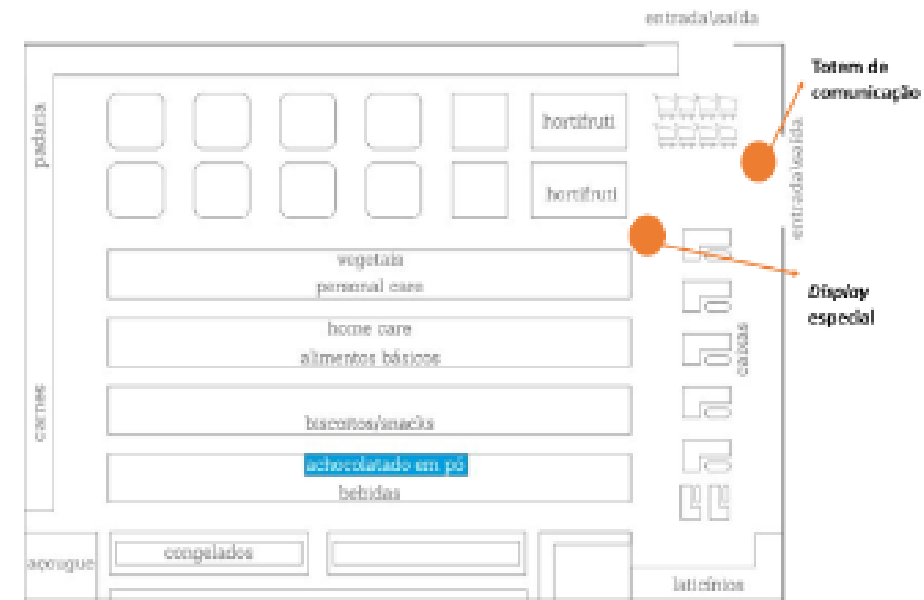 entrada\saída
Totem de
comunicação
padaria
hortifruti
entrada\saída
hortifruti
vegetais
personal care
Display
especial
home care
alimentos básicos
caixas
carnes
biscoitos/snacks
achocolatado em pó
bebidas
congelados
açougue
laticínios